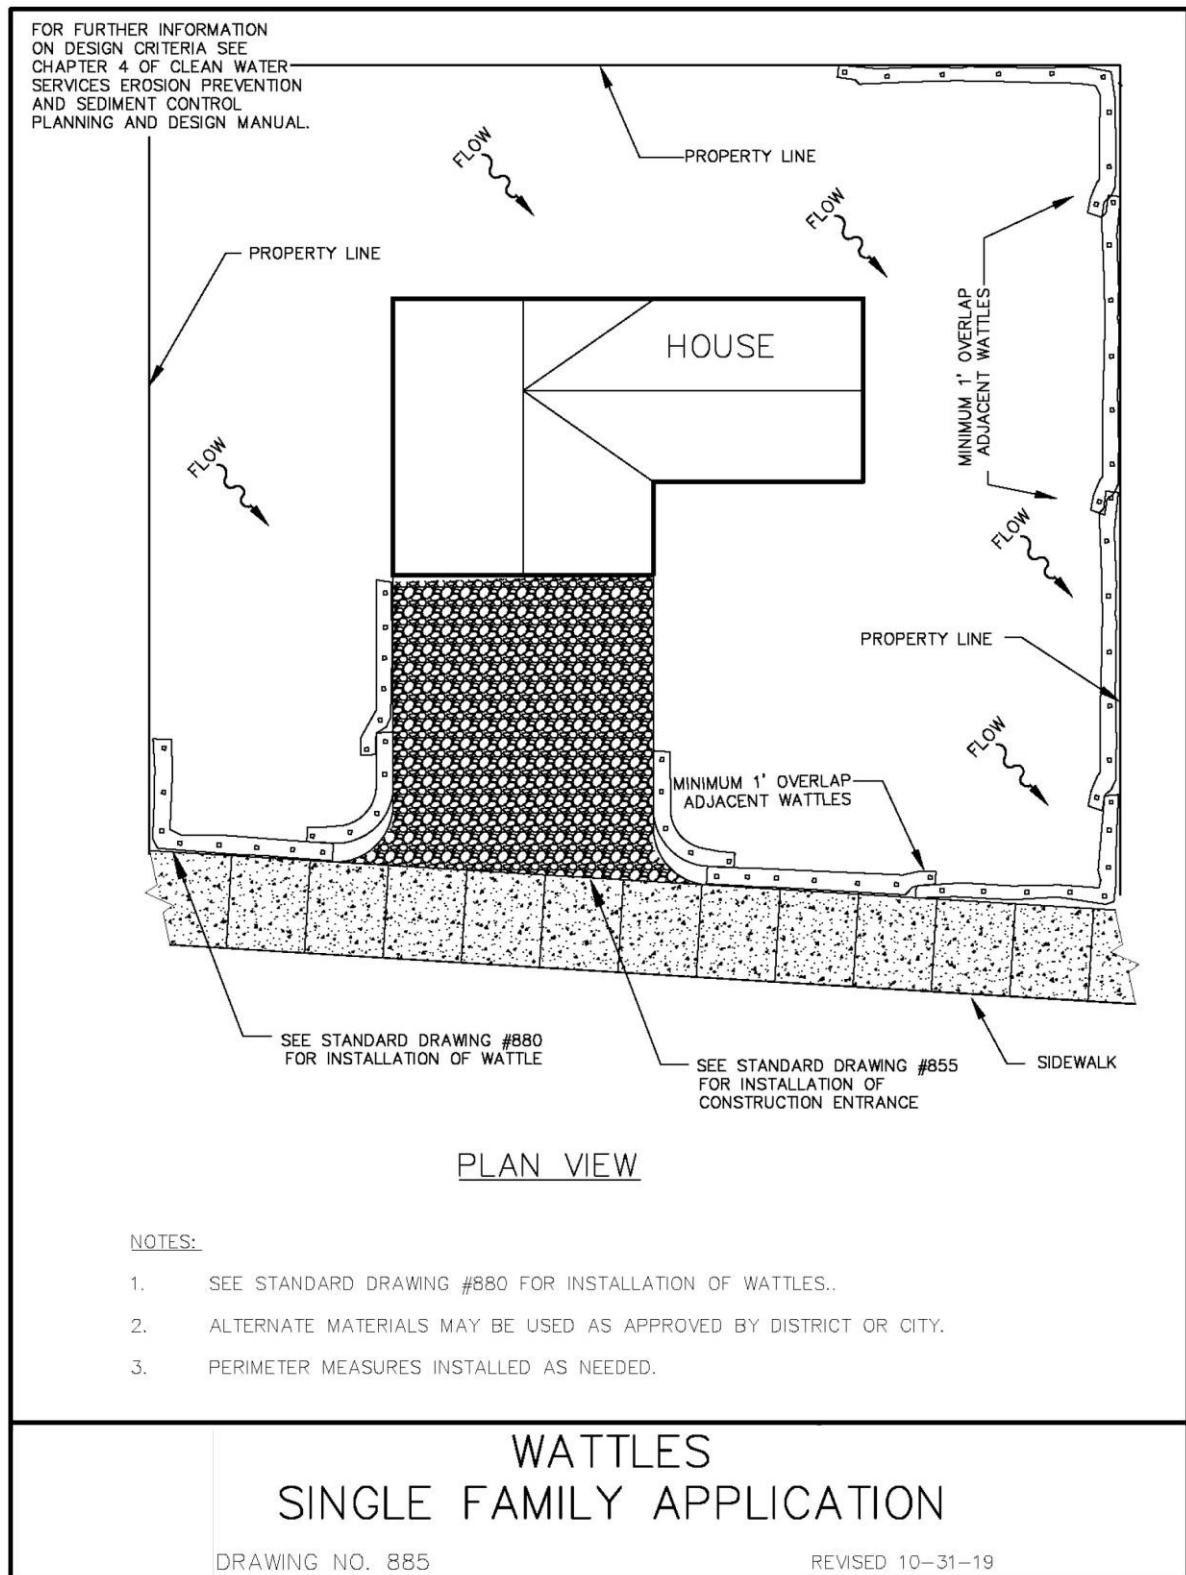 FOR FURTHER INFORMATION
ON DESIGN CRITERIA SEE
CHAPTER 4 OF CLEAN WATER
SERVICES EROSION PREVENTION
AND SEDIMENT CONTROL
PLANNING AND DESIGN MANUAL.
FLOW
PROPERTY LINE
FLOW
PROPERTY LINE
HOUSE
MINIMUM 1' OVERLAP
ADJACENT WATTLES
FLOW
FLOW
PROPERTY LINE
FLOW
MINIMUM 1' OVERLAP
ADJACENT WATTLES
SEE STANDARD DRAWING #880
FOR INSTALLATION OF WATTLE
SEE STANDARD DRAWING #855
FOR INSTALLATION OF
CONSTRUCTION ENTRANCE
SIDEWALK
PLAN VIEW
NOTES:
1. SEE STANDARD DRAWING #880 FOR INSTALLATION OF WATTLES..
2. ALTERNATE MATERIALS MAY BE USED AS APPROVED BY DISTRICT OR CITY.
3. PERIMETER MEASURES INSTALLED AS NEEDED.
WATTLES
SINGLE FAMILY APPLICATION
DRAWING NO. 885 REVISED 10-31-19